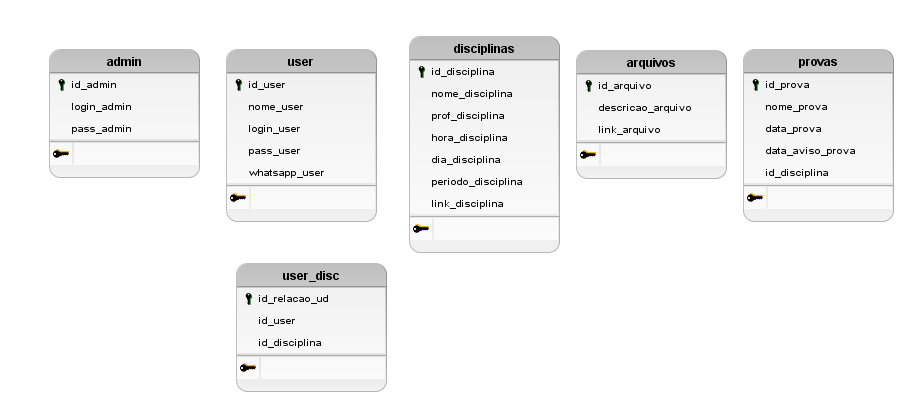 admin
id_admin
login_admin
pass_admin
user
id_user
nome_user
login_user
pass_user
whatsapp_user
disciplinas
id_disciplina
nome_disciplina
prof_disciplina
hora_disciplina
dia_disciplina
periodo_disciplina
link_disciplina
arquivos
id_arquivo
descricao_arquivo
link_arquivo
provas
id_prova
nome_prova
data_prova
data_aviso_prova
id_disciplina
user_disc
id_relacao_ud
id_user
id_disciplina